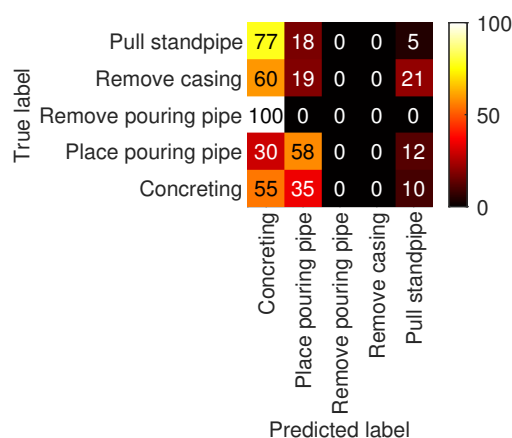 True label
Pull standpipe 77 18 0 0 5
Remove casing 60 19 0 0 21
Remove pouring pipe 100 0 0 0 0
Place pouring pipe 30 58 0 0 12
Concreting 55 35 0 0 10
100
50
0
Concreting
Place pouring pipe
Remove pouring pipe
Remove casing
Pull standpipe
Predicted label